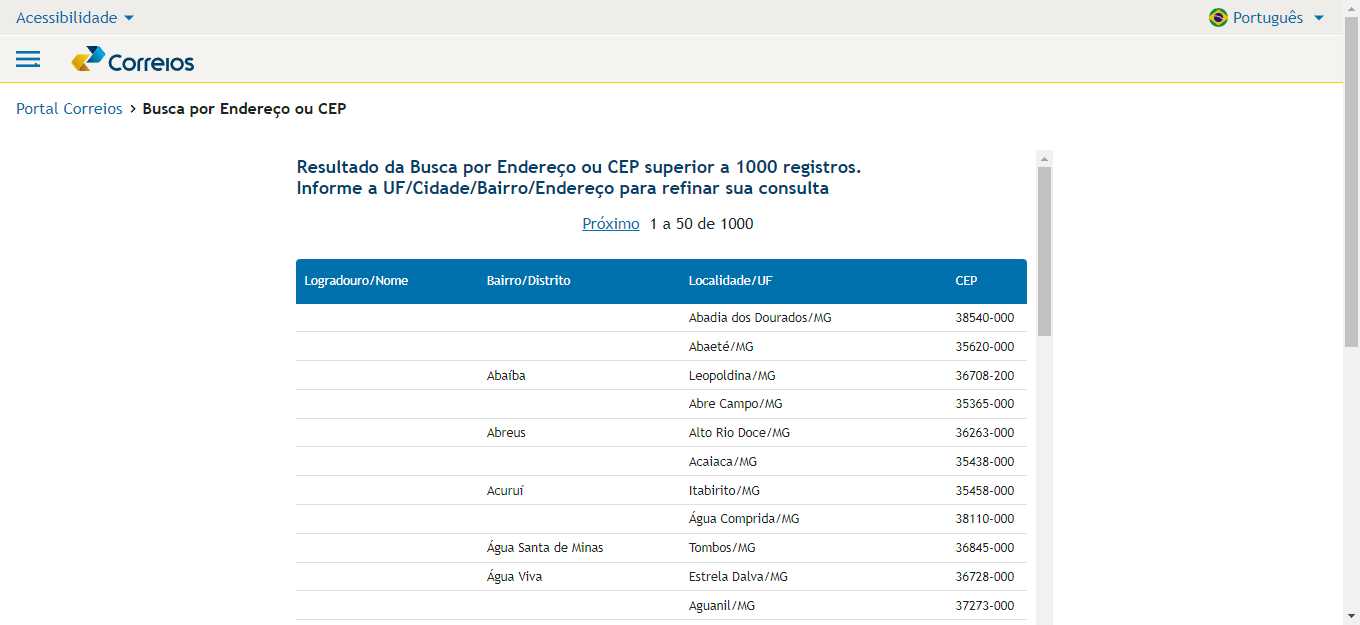 Acessibilidade
Português
Correios
Portal Correios > Busca por Endereço ou CEP
Resultado da Busca por Endereço ou CEP superior a 1000 registros.
Informe a UF/Cidade/Bairro/Endereço para refinar sua consulta
Próximo 1 a 50 de 1000
Logradouro/Nome Bairro/Distrito Localidade/UF CEP
Abadia dos Dourados/MG 38540-000
Abaeté/MG 35620-000
Abaíba Leopoldina/MG 36708-200
Abre Campo/MG 35365-000
Abreus Alto Rio Doce/MG 36263-000
Acaiaca/MG 35438-000
Acuruí Itabirito/MG 35458-000
Água Comprida/MG 38110-000
Água Santa de Minas Tombos/MG 36845-000
Água Viva Estrela Dalva/MG 36728-000
Aguanil/MG 37273-000